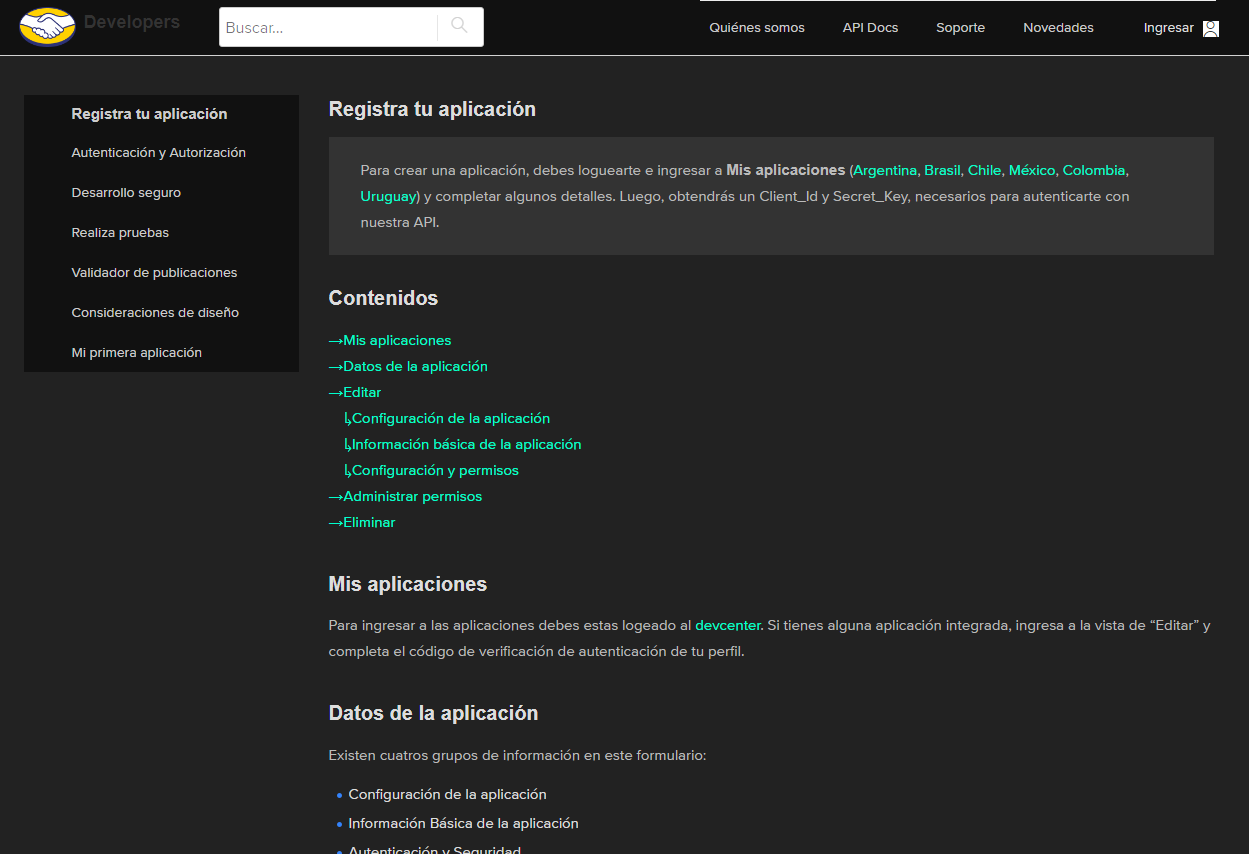 Developers
Buscar...
Quiénes somos
API Docs
Soporte
Novedades
Ingresar
Registra tu aplicación
Autenticación y Autorización
Desarrollo seguro
Realiza pruebas
Validador de publicaciones
Consideraciones de diseño
Mi primera aplicación
Registra tu aplicación
Para crear una aplicación, debes loguearte e ingresar a Mis aplicaciones (Argentina, Brasil, Chile, México, Colombia,
Uruguay) y completar algunos detalles. Luego, obtendrás un Client_Id y Secret_Key, necesarios para autenticarte con
nuestra API.
Contenidos
→Mis aplicaciones
→Datos de la aplicación
→Editar
↳Configuración de la aplicación
↳Información básica de la aplicación
↳Configuración y permisos
→Administrar permisos
→Eliminar
Mis aplicaciones
Para ingresar a las aplicaciones debes estas logeado al devcenter. Si tienes alguna aplicación integrada, ingresa a la vista de “Editar” y
completa el código de verificación de autenticación de tu perfil.
Datos de la aplicación
Existen cuatros grupos de información en este formulario:
• Configuración de la aplicación
• Información Básica de la aplicación
• Autenticación y Seguridad